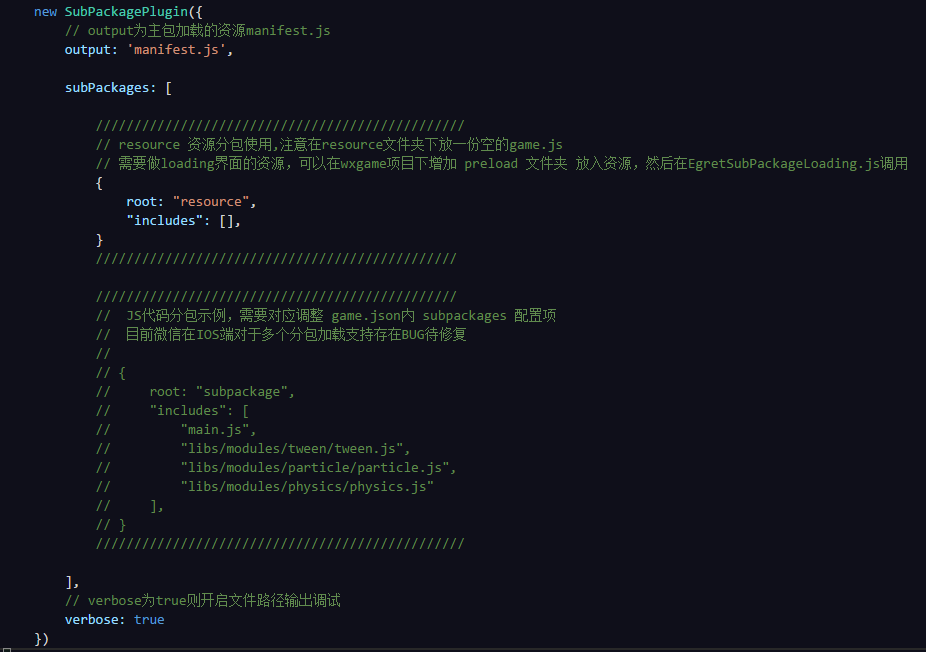 new SubPackagePlugin({
// output为主包加载的资源manifest.js
output: 'manifest.js',
subPackages: [
////////////////////////////////////////////////
// resource 资源分包使用,注意在resource文件夹下放一份空的game.js
// 需要做loading界面的资源，可以在wxgame项目下增加 preload 文件夹 放入资源，然后在EgretSubPackageLoading.js调用
{
root: "resource",
"includes": [],
}
///////////////////////////////////////////////
///////////////////////////////////////////////
//  JS代码分包示例，需要对应调整 game.json内 subpackages 配置项
//  目前微信在IOS端对于多个分包加载支持存在BUG待修复
//
// {
//     root: "subpackage",
//     "includes": [
//         "main.js",
//         "libs/modules/tween/tween.js",
//         "libs/modules/particle/particle.js",
//         "libs/modules/physics/physics.js"
//     ],
// }
////////////////////////////////////////////////
],
// verbose为true则开启文件路径输出调试
verbose: true
})